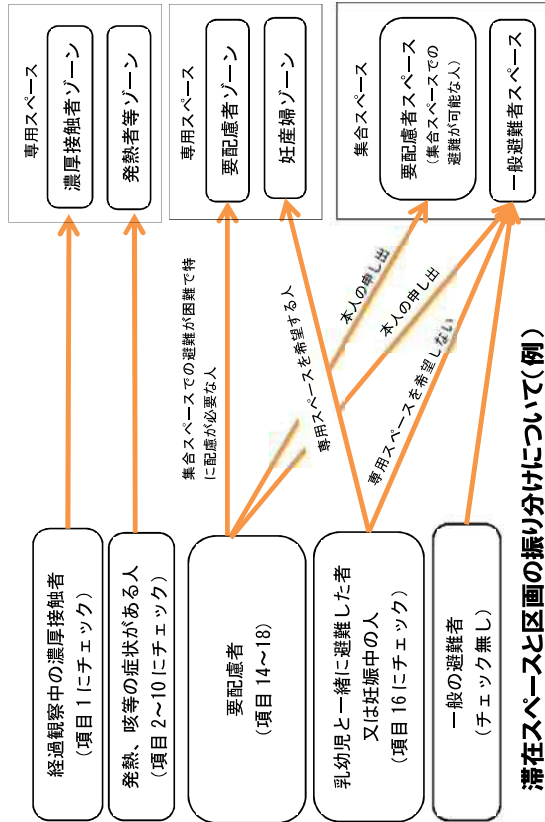 滞在スペースと区画の振り分けについて(例)
経過観察中の濃厚接触者
(項目 1 にチェック)
発熱、咳等の症状がある人
(項目 2～10 にチェック)
要配慮者
(項目 14～18)
乳幼児と一緒に避難した者
又は妊娠中の人
(項目 16 にチェック)
一般の避難者
(チェック無し)
集合スペースでの避難が困難で特
に配慮が必要な人
専用スペースを希望する人
本人の申し出
本人の申し出
専用スペースを希望しない
専用スペース
濃厚接触者ゾーン
発熱者等ゾーン
専用スペース
要配慮者ゾーン
妊産婦ゾーン
集合スペース
要配慮者スペース
(集合スペースでの
避難が可能な人)
一般避難者スペース